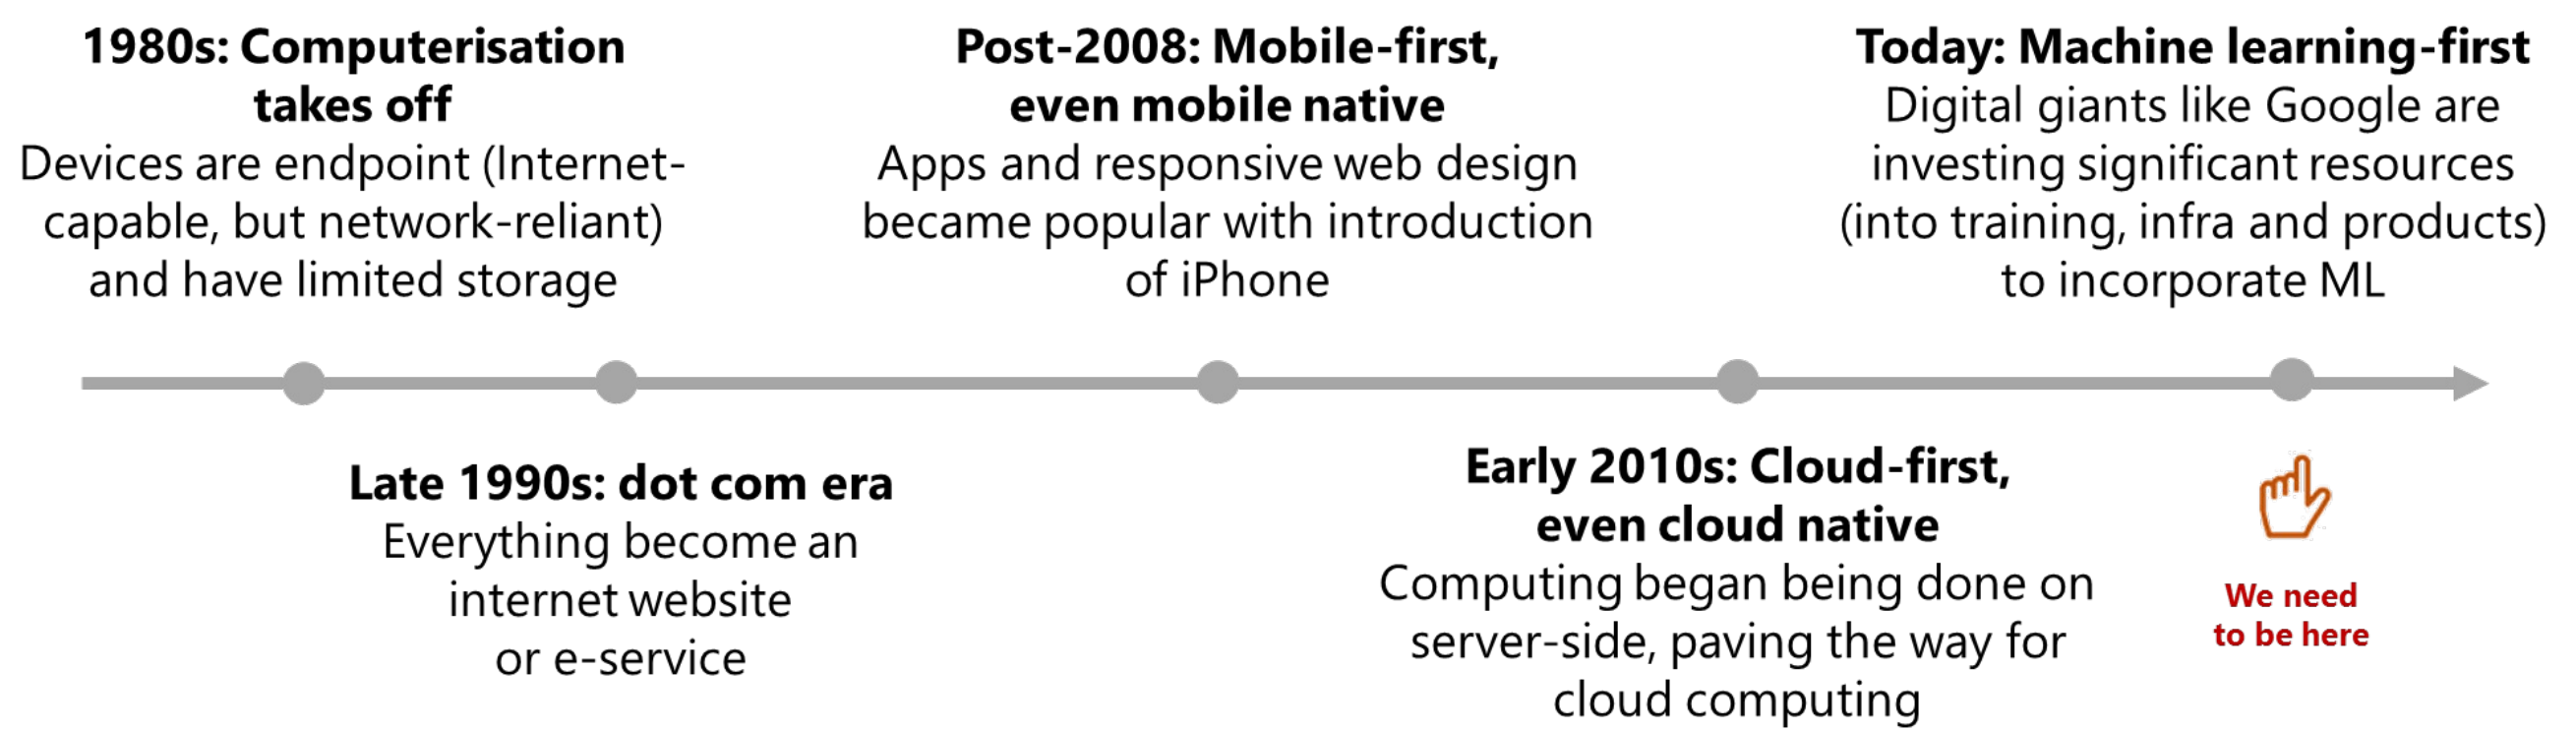 1980s: Computerisation
takes off
Devices are endpoint (Internet-
capable, but network-reliant)
and have limited storage
Late 1990s: dot com era
Everything become an
internet website
or e-service
Post-2008: Mobile-first,
even mobile native
Apps and responsive web design
became popular with introduction
of iPhone
Early 2010s: Cloud-first,
even cloud native
Computing began being done on
server-side, paving the way for
cloud computing
Today: Machine learning-first
Digital giants like Google are
investing significant resources
(into training, infra and products)
to incorporate ML
We need
to be here